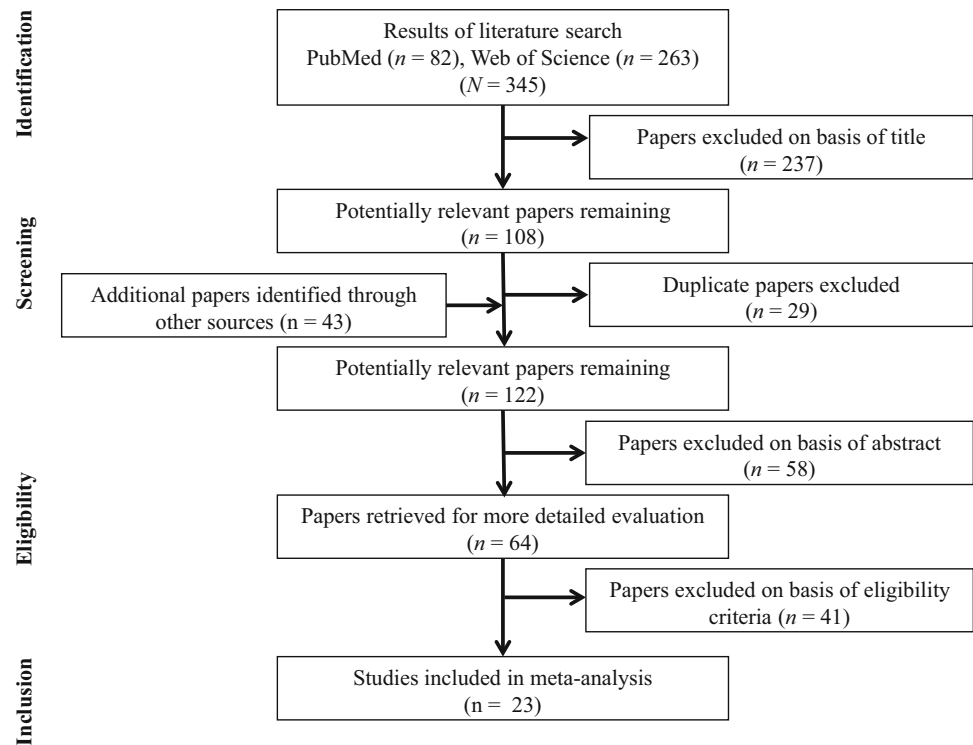 Identification
Results of literature search
PubMed (n = 82), Web of Science (n = 263)
(N = 345)
Papers excluded on basis of title
(n = 237)
Screening
Potentially relevant papers remaining
(n = 108)
Additional papers identified through
other sources (n = 43)
Duplicate papers excluded
(n = 29)
Potentially relevant papers remaining
(n = 122)
Eligibility
Papers excluded on basis of abstract
(n = 58)
Papers retrieved for more detailed evaluation
(n = 64)
Papers excluded on basis of eligibility
criteria (n = 41)
Inclusion
Studies included in meta-analysis
(n = 23)